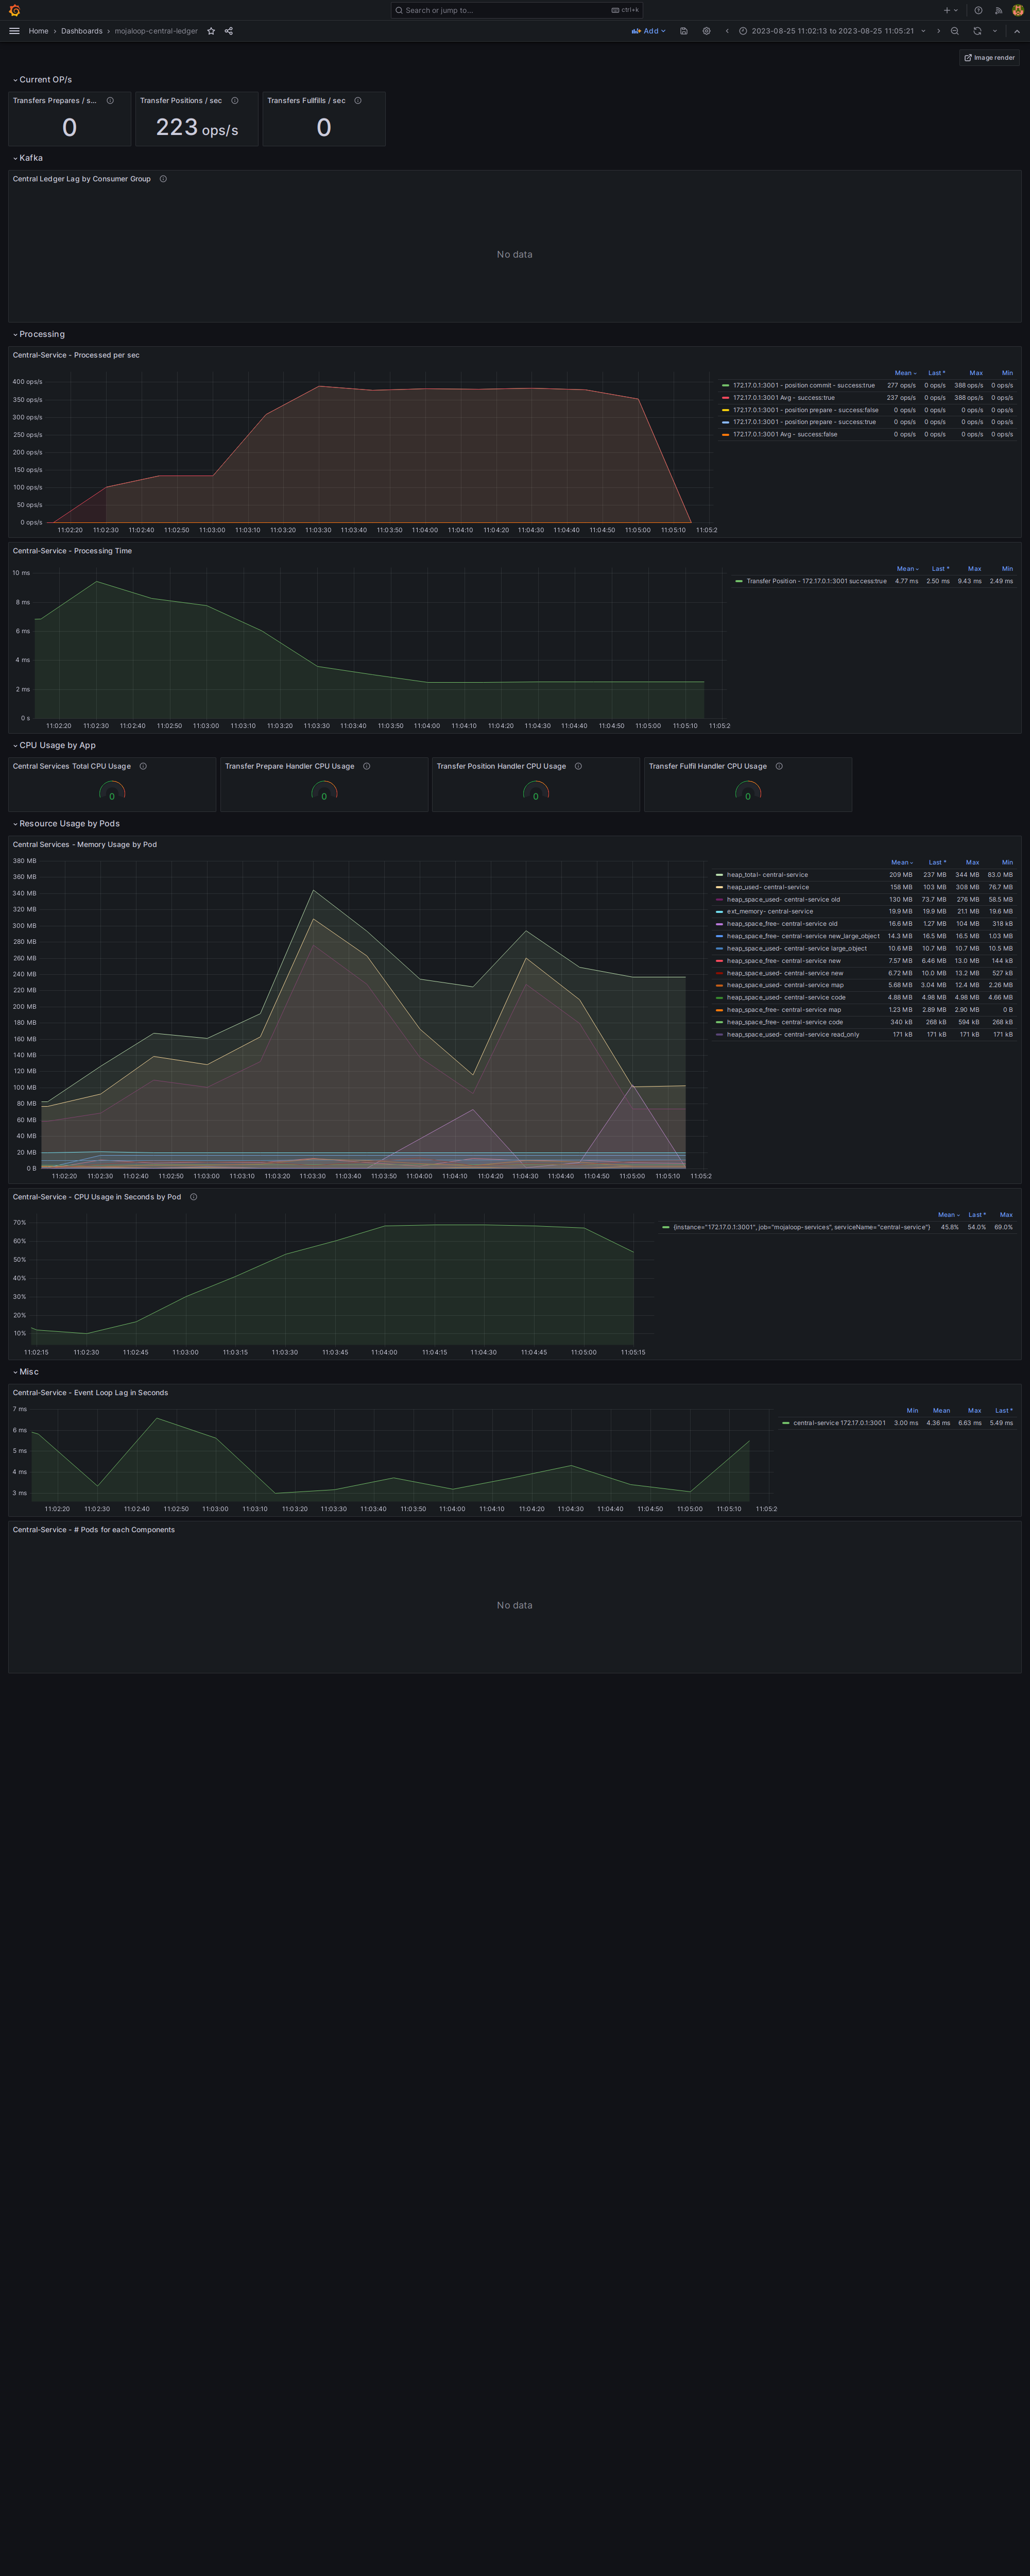 Search or jump to...
ctrl+k
Home
Dashboards
mojaloop-central-ledger
Add
2023-08-25 11:02:13 to 2023-08-25 11:05:21
Image render
Current OP/s
Transfers Prepares / s...
Transfer Positions / sec
Transfers Fullfills / sec
0
223 ops/s
0
Kafka
Central Ledger Lag by Consumer Group
No data
Processing
Central-Service - Processed per sec
400 ops/s
350 ops/s
300 ops/s
250 ops/s
200 ops/s
150 ops/s
100 ops/s
50 ops/s
0 ops/s
11:02:20 11:02:30 11:02:40 11:02:50 11:03:00 11:03:10 11:03:20 11:03:30 11:03:40 11:03:50 11:04:00 11:04:10 11:04:20 11:04:30 11:04:40 11:04:50 11:05:00 11:05:10 11:05:2
Mean Last * Max Min
172.17.0.1:3001 - position commit - success:true 277 ops/s 0 ops/s 388 ops/s 0 ops/s
172.17.0.1:3001 Avg - success:true 237 ops/s 0 ops/s 388 ops/s 0 ops/s
172.17.0.1:3001 - position prepare - success:false 0 ops/s 0 ops/s 0 ops/s 0 ops/s
172.17.0.1:3001 - position prepare - success:true 0 ops/s 0 ops/s 0 ops/s 0 ops/s
172.17.0.1:3001 Avg - success:false 0 ops/s 0 ops/s 0 ops/s 0 ops/s
Central-Service - Processing Time
10 ms
8 ms
6 ms
4 ms
2 ms
0 s
11:02:20 11:02:30 11:02:40 11:02:50 11:03:00 11:03:10 11:03:20 11:03:30 11:03:40 11:03:50 11:04:00 11:04:10 11:04:20 11:04:30 11:04:40 11:04:50 11:05:00 11:05:10 11:05:2
Mean Last * Max Min
Transfer Position - 172.17.0.1:3001 success:true 4.77 ms 2.50 ms 9.43 ms 2.49 ms
CPU Usage by App
Central Services Total CPU Usage
Transfer Prepare Handler CPU Usage
Transfer Position Handler CPU Usage
Transfer Fulfil Handler CPU Usage
0
0
0
0
Resource Usage by Pods
Central Services - Memory Usage by Pod
380 MB
360 MB
340 MB
320 MB
300 MB
280 MB
260 MB
240 MB
220 MB
200 MB
180 MB
160 MB
140 MB
120 MB
100 MB
80 MB
60 MB
40 MB
20 MB
0 B
11:02:20 11:02:30 11:02:40 11:02:50 11:03:00 11:03:10 11:03:20 11:03:30 11:03:40 11:03:50 11:04:00 11:04:10 11:04:20 11:04:30 11:04:40 11:04:50 11:05:00 11:05:10 11:05:2
Mean Last * Max Min
heap_total- central-service 209 MB 237 MB 344 MB 83.0 MB
heap_used- central-service 158 MB 103 MB 308 MB 76.7 MB
heap_space_used- central-service old 130 MB 73.7 MB 276 MB 58.5 MB
ext_memory- central-service 19.9 MB 19.9 MB 21.1 MB 19.6 MB
heap_space_free- central-service old 16.6 MB 1.27 MB 104 MB 318 kB
heap_space_free- central-service new_large_object 14.3 MB 16.5 MB 16.5 MB 1.03 MB
heap_space_used- central-service large_object 10.6 MB 10.7 MB 10.7 MB 10.5 MB
heap_space_free- central-service new 7.57 MB 6.46 MB 13.0 MB 144 kB
heap_space_used- central-service new 6.72 MB 10.0 MB 13.2 MB 527 kB
heap_space_used- central-service map 5.68 MB 3.04 MB 12.4 MB 2.26 MB
heap_space_used- central-service code 4.88 MB 4.98 MB 4.98 MB 4.66 MB
heap_space_free- central-service map 1.23 MB 2.89 MB 2.90 MB 0 B
heap_space_free- central-service code 340 kB 268 kB 594 kB 268 kB
heap_space_used- central-service read_only 171 kB 171 kB 171 kB 171 kB
Central-Service - CPU Usage in Seconds by Pod
70%
60%
50%
40%
30%
20%
10%
11:02:15 11:02:30 11:02:45 11:03:00 11:03:15 11:03:30 11:03:45 11:04:00 11:04:15 11:04:30 11:04:45 11:05:00 11:05:15
Mean Last * Max
{instance="172.17.0.1:3001", job="mojaloop-services", serviceName="central-service"} 45.8% 54.0% 69.0%
Misc
Central-Service - Event Loop Lag in Seconds
7 ms
6 ms
5 ms
4 ms
3 ms
11:02:20 11:02:30 11:02:40 11:02:50 11:03:00 11:03:10 11:03:20 11:03:30 11:03:40 11:03:50 11:04:00 11:04:10 11:04:20 11:04:30 11:04:40 11:04:50 11:05:00 11:05:10 11:05:2
Min Mean Max Last *
central-service 172.17.0.1:3001 3.00 ms 4.36 ms 6.63 ms 5.49 ms
Central-Service - # Pods for each Components
No data